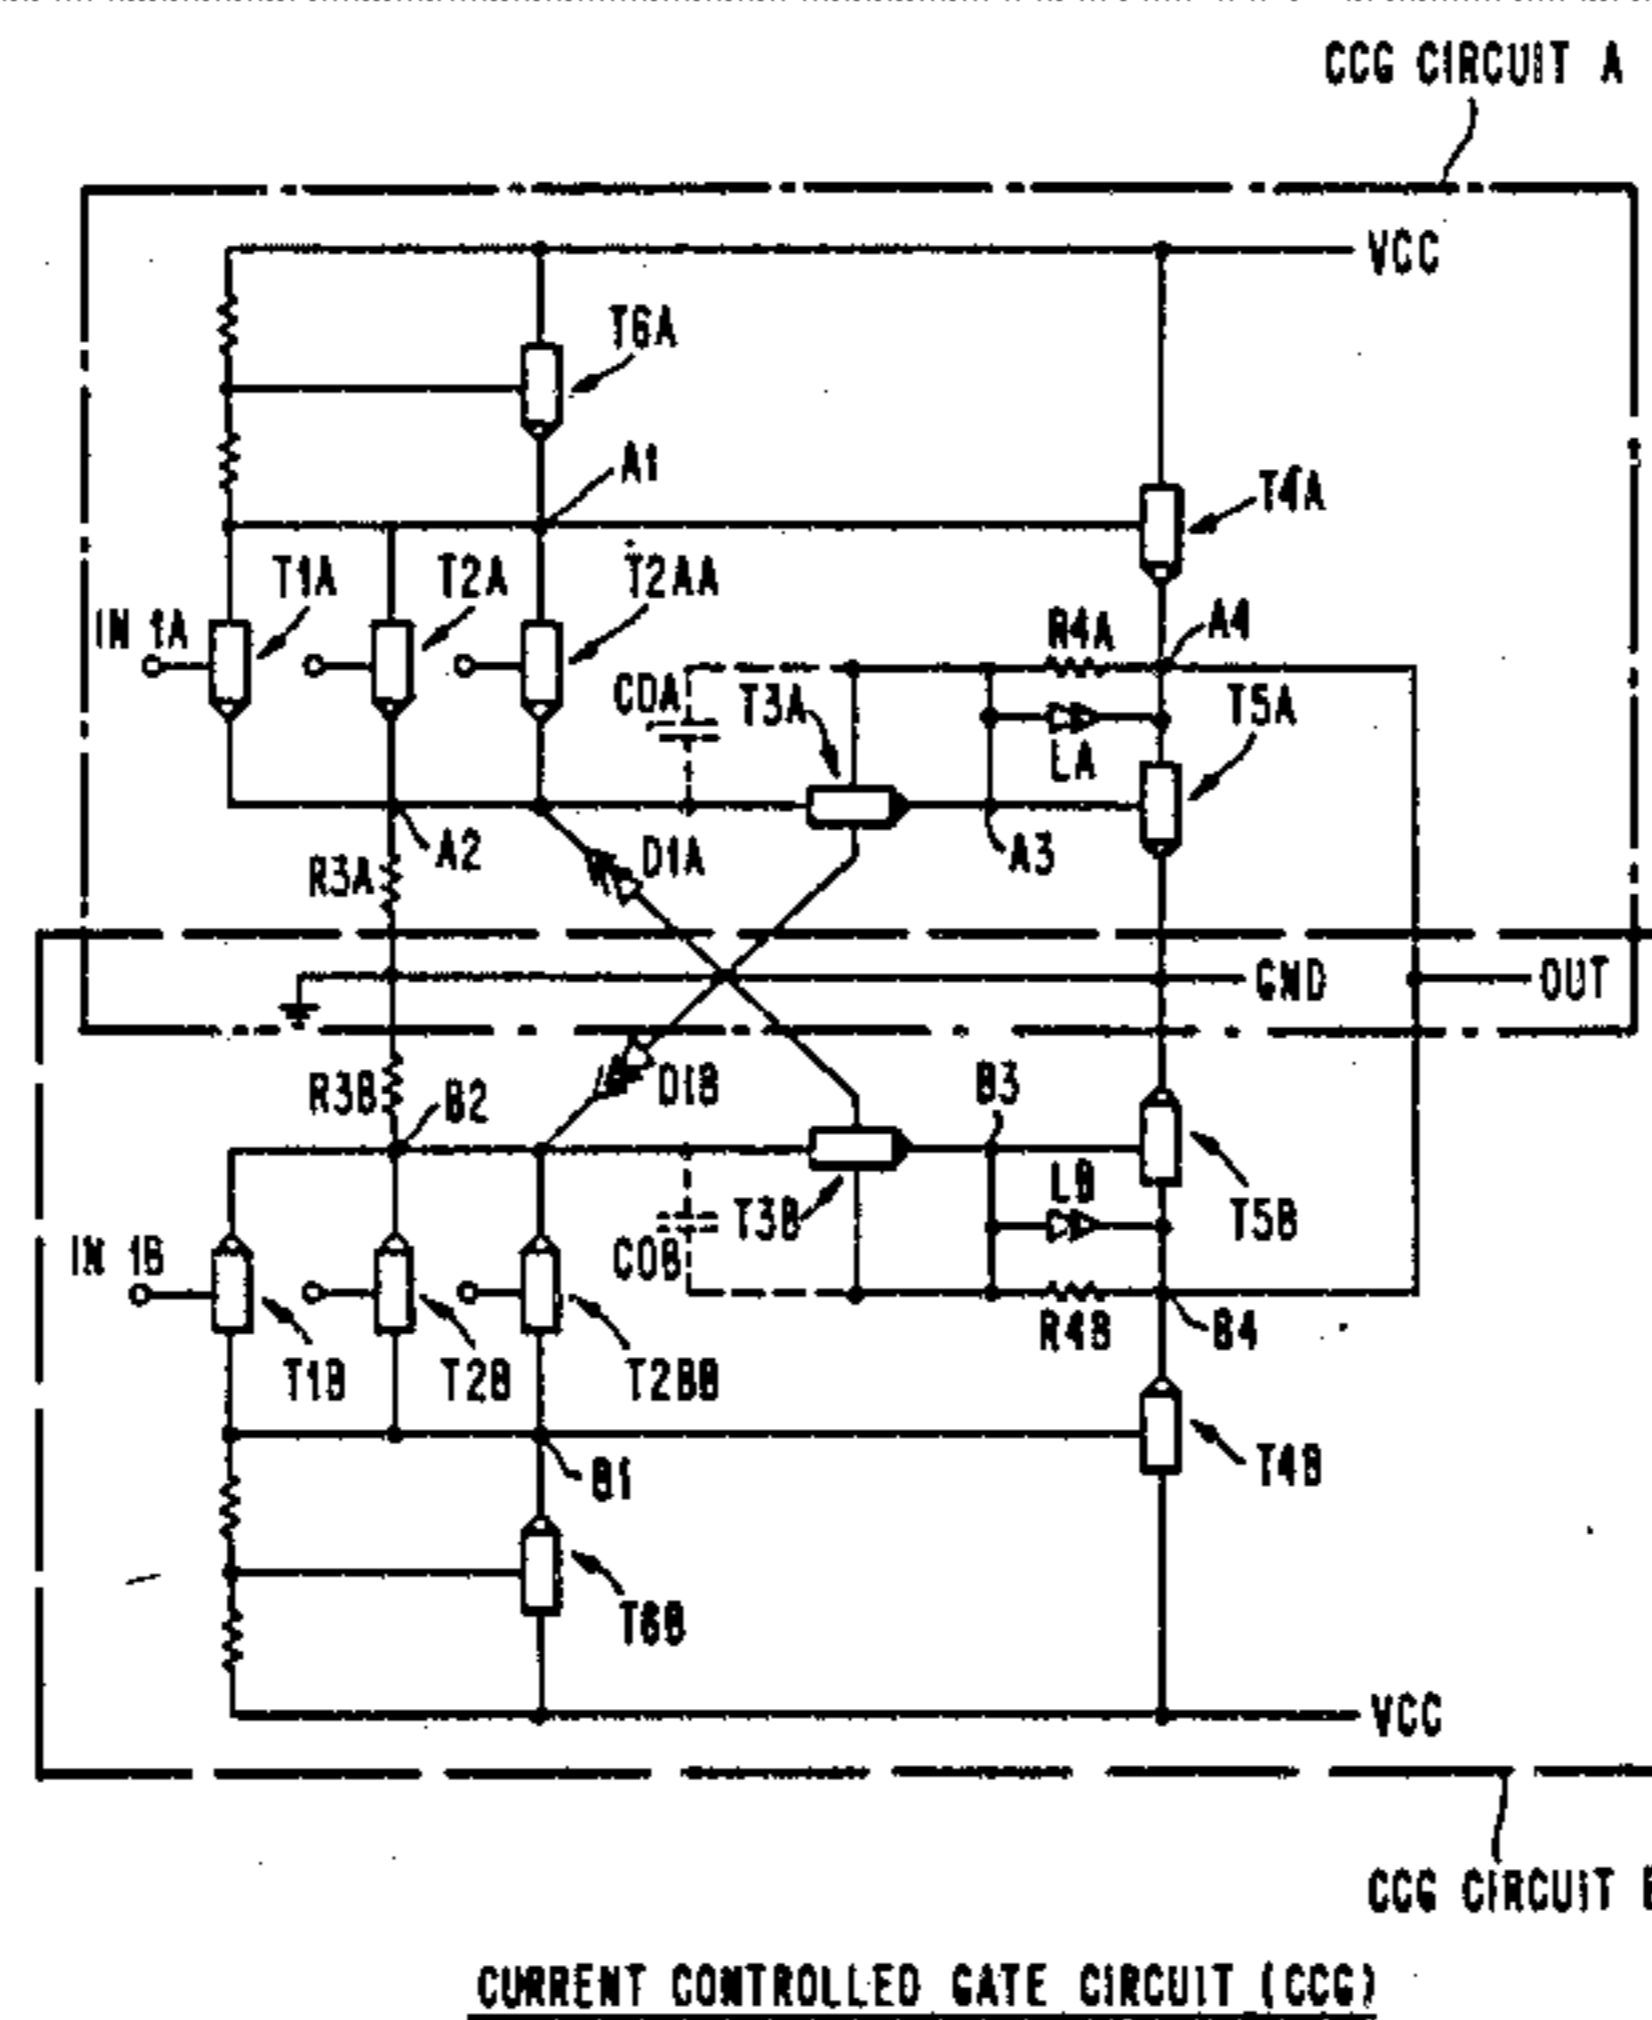 CCG CIRCUIT A
VCC
T6A
A1
T4A
T1A
T2A
T2AA
IN 1A
R4A
A4
COA
T3A
T5A
LA
R3A
A2
D1A
A3
GND
OUT
R3B
B2
D1B
B3
LB
T3B
T5B
IN 1B
COB
R4B
B4
T1B
T2B
T2BB
B1
T4B
T6B
VCC
CCG CIRCUIT
CURRENT CONTROLLED GATE CIRCUIT (CCG)